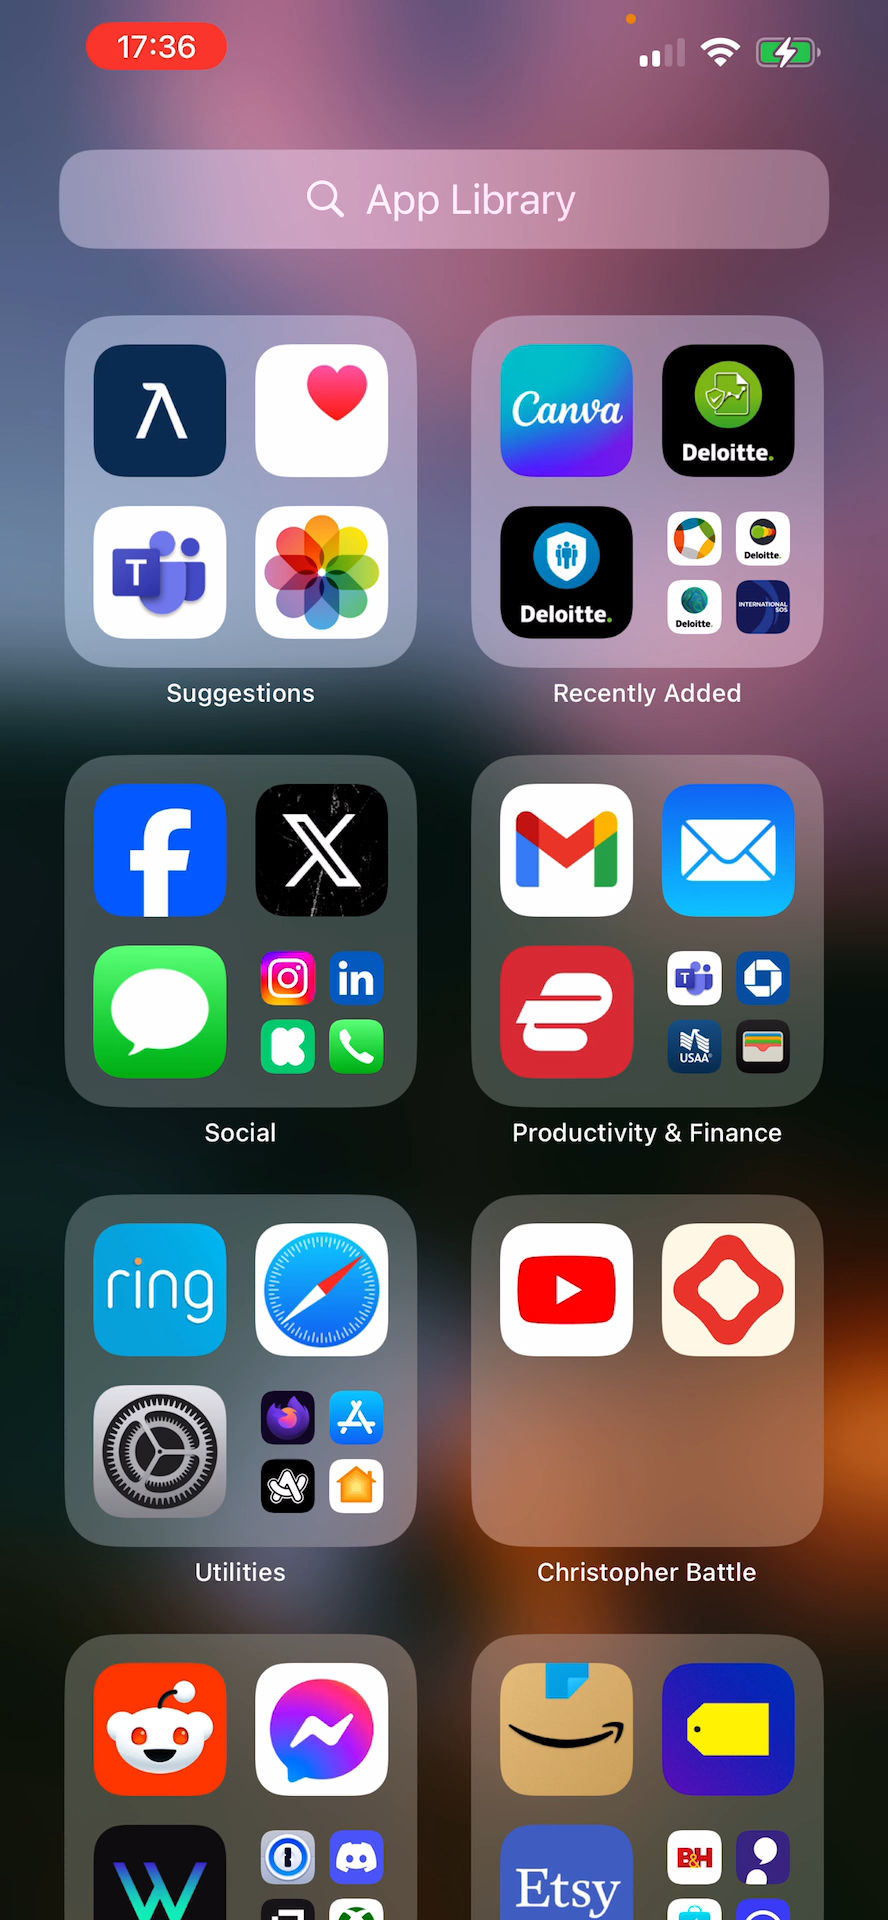 17:36
App Library
Canva
Deloitte.
T
Deloitte.
Deloitte.
Deloitte.
INTERNATIONAL
SOS
Suggestions
Recently Added
f
X
M
in
T
USAA®
Social
Productivity & Finance
ring
Utilities
Christopher Battle
W
Etsy
B&H